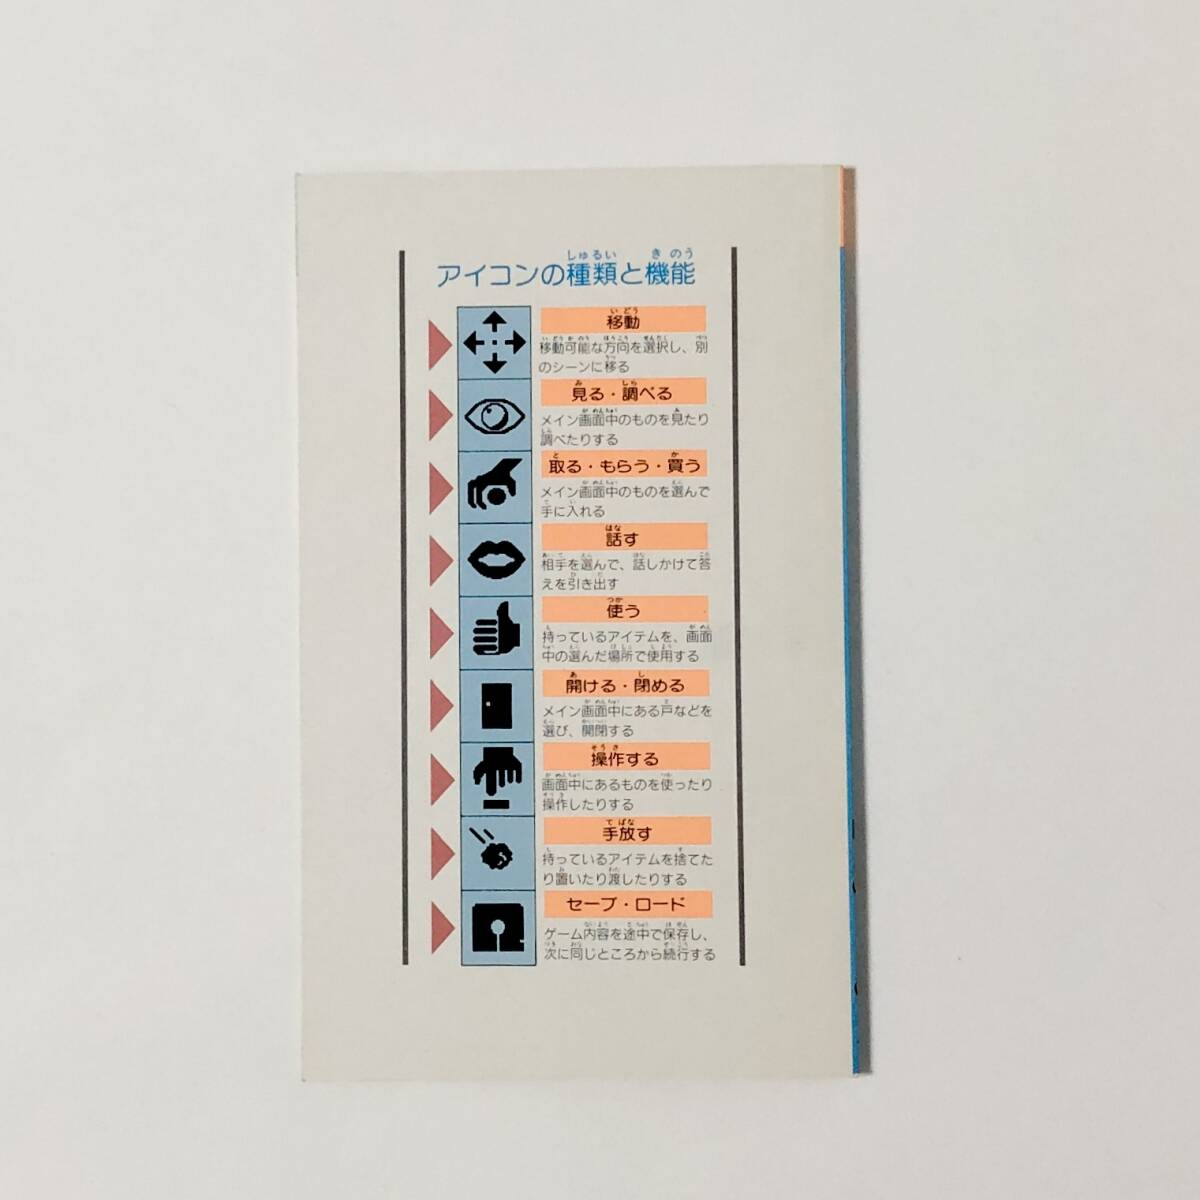 アイコンの種類と機能
移動
移動可能な方向を選択し、別
のシーンに移る
見る・調べる
メイン画面中のものを見たり
調べたりする
取る・もらう・買う
メイン画面中のものを選んで
手に入れる
話す
相手を選んで、話しかけて答
えを引き出す
使う
持っているアイテムを、画面
中の選んだ場所で使用する
開ける・閉める
メイン画面中にある戸などを
選び、開閉する
操作する
画面中にあるものを使ったり
操作したりする
手放す
持っているアイテムを捨てた
り置いたり渡したりする
セーブ・ロード
ゲーム内容を途中で保存し、
次に同じところから続行する